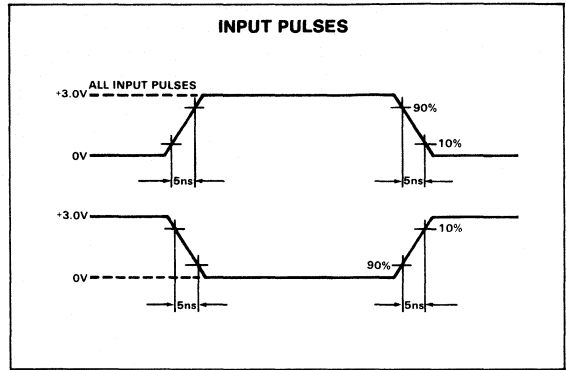 INPUT PULSES
ALL INPUT PULSES
+3.0V
90%
10%
0V
5ns
5ns
+3.0V
10%
90%
0V
5ns
5ns